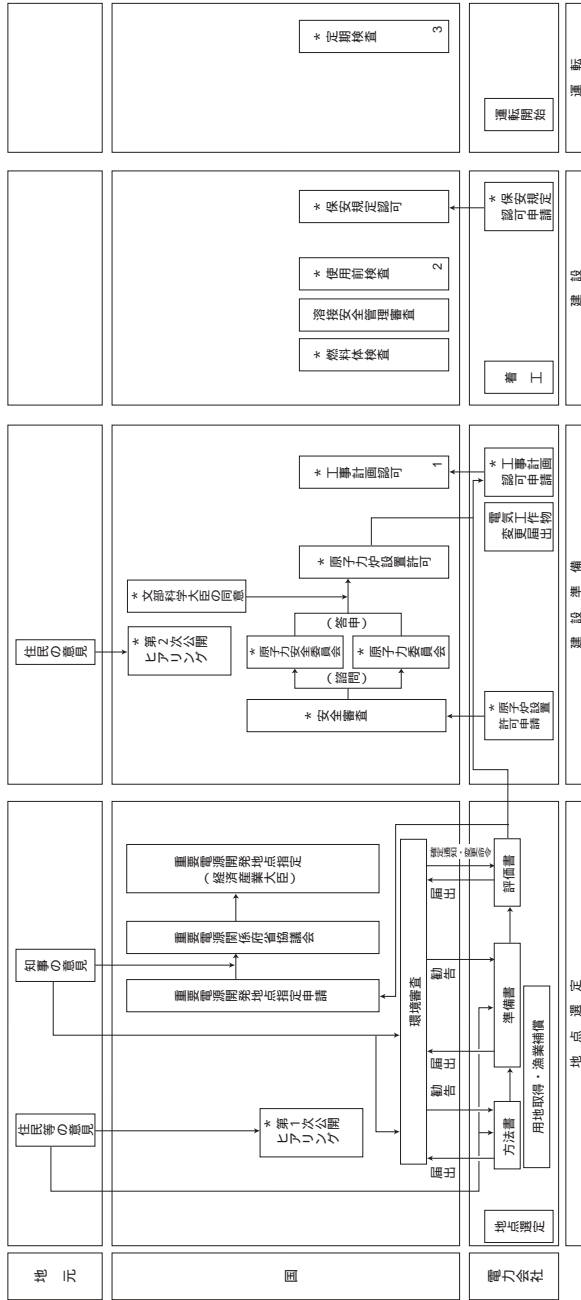 地元
国
電力会社
住民等の意見
知事の意見
住民の意見
*第1次公開
ヒアリング
重要電源開発地点指定申請
重要電源関係府省協議会
重要電源開発地点指定
(経済産業大臣)
環境審査
届出
勧告
届出
勧告
届出
確定通知・変更命令
地点選定
方法書
準備書
評価書
用地取得・漁業補償
地点選定
*第2次公開
ヒアリング
*文部科学大臣の同意
*安全審査
(諮問)
*原子力安全委員会
*原子力委員会
(答申)
*原子力炉設置許可
*工事計画認可
1
*原子炉設置
許可申請
電気工作物
変更届出
*工事計画
認可申請
建設準備
*燃料体検査
溶接安全管理審査
*使用前検査
2
*保安規定認可
着工
*保安規定
認可申請
建設
*定期検査
3
運転開始
運転